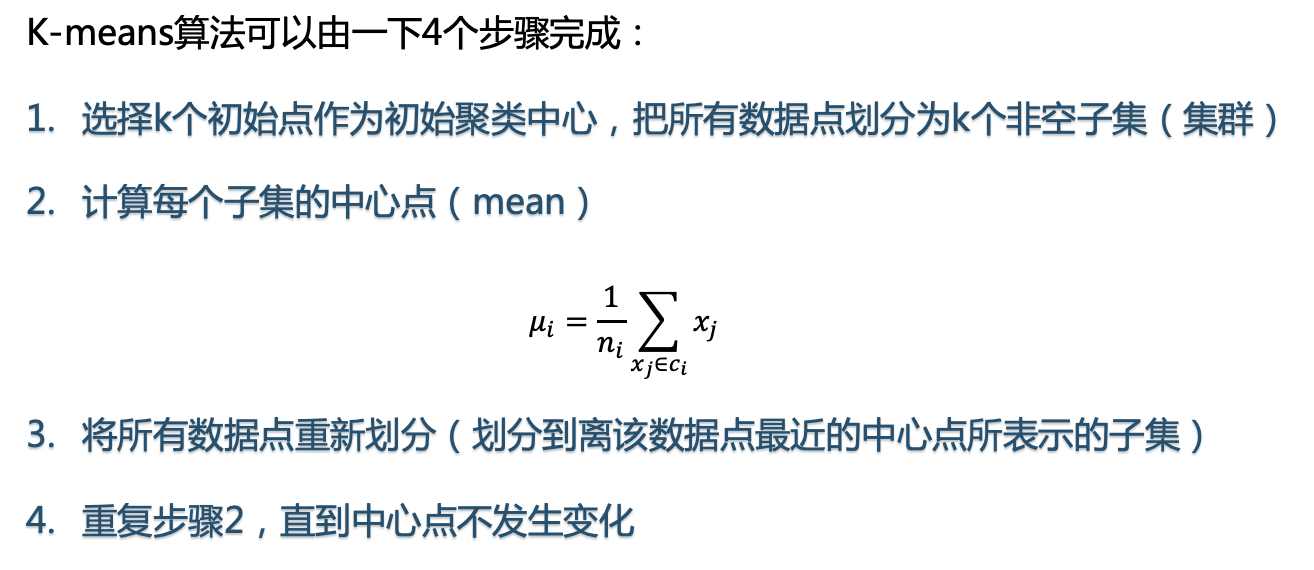 K-means算法可以由一下4个步骤完成：
1. 选择k个初始点作为初始聚类中心，把所有数据点划分为k个非空子集（集群）
2. 计算每个子集的中心点（mean）
μᵢ = 1/nᵢ ∑_{xⱼ∈cᵢ} xⱼ
3. 将所有数据点重新划分（划分到离该数据点最近的中心点所表示的子集）
4. 重复步骤2，直到中心点不发生变化